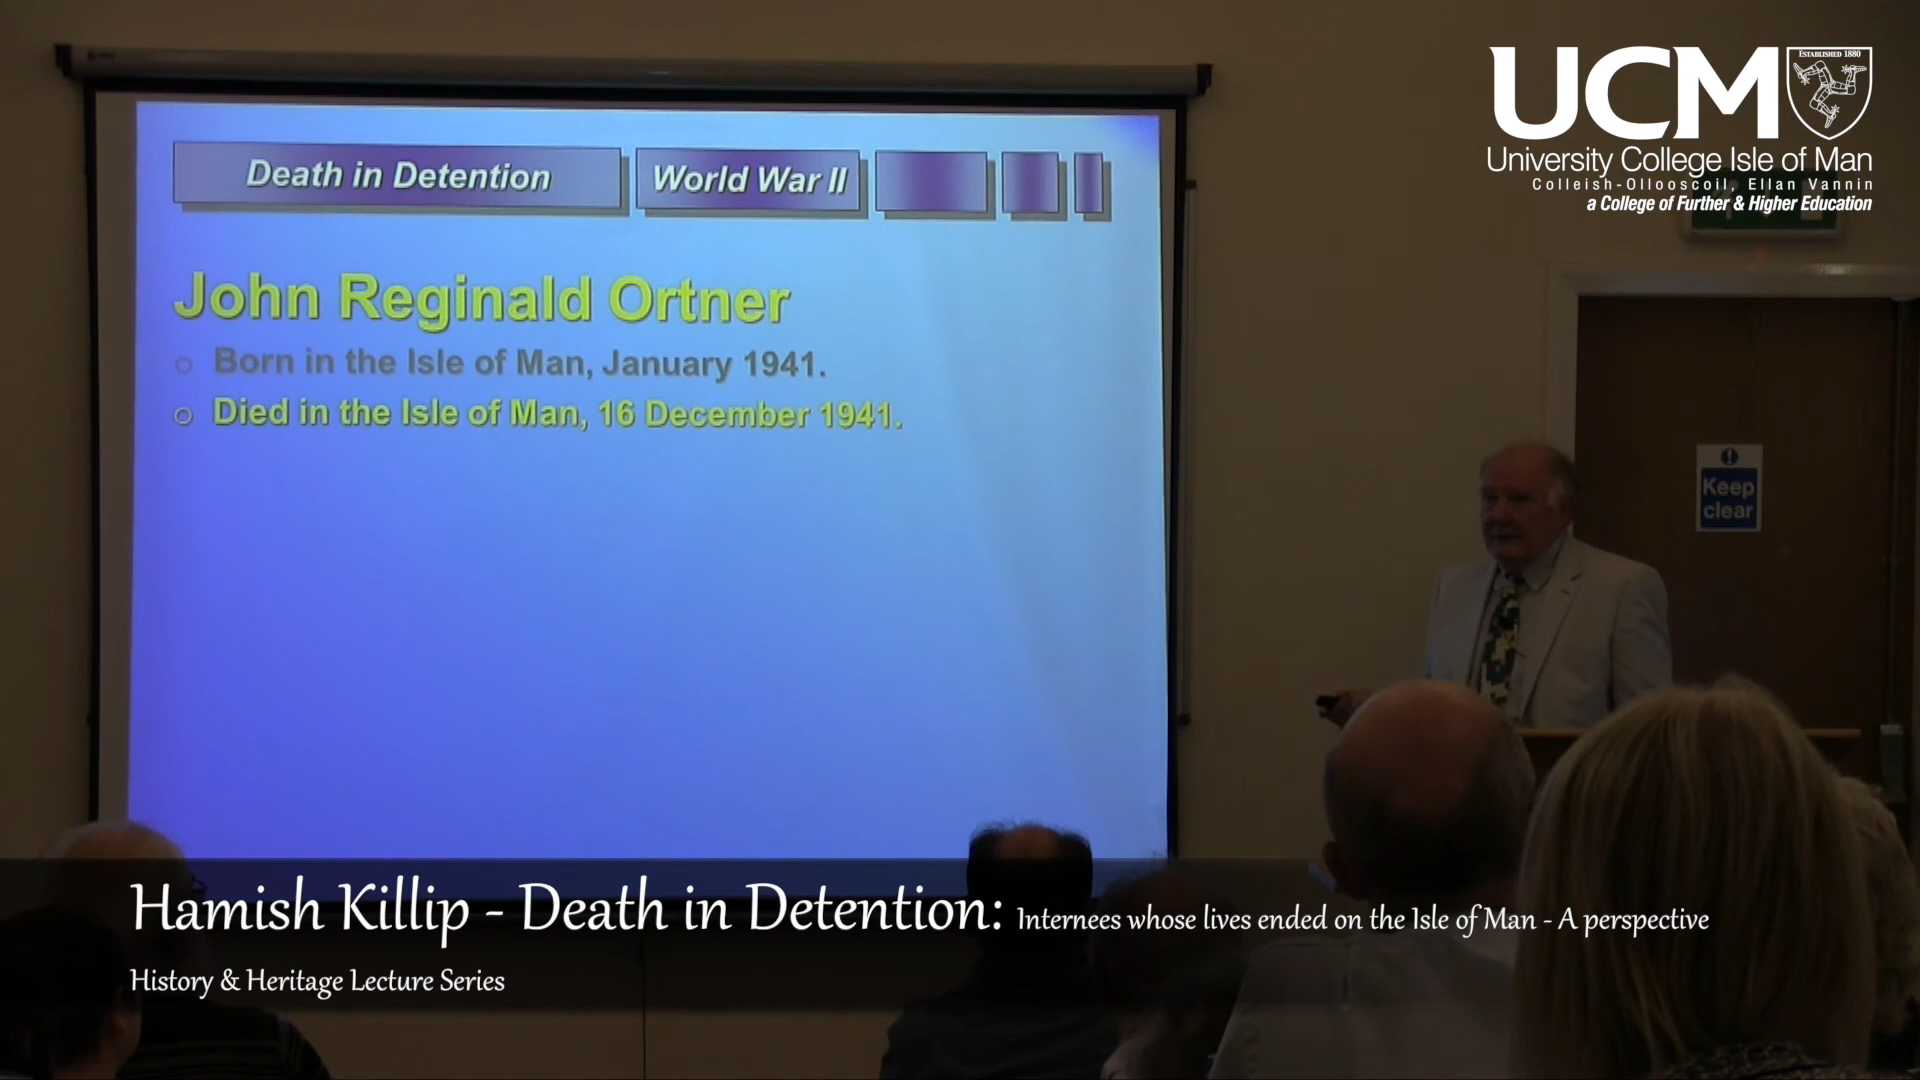 Death in Detention
World War II
John Reginald Ortner
Born in the Isle of Man, January 1941.
Died in the Isle of Man, 16 December 1941.
ESTABLISHED 1880
UCM
University College Isle of Man
Colleish-Ollooscoil, Ellan Vannin
a College of Further & Higher Education
Keep
clear
Hamish Killip - Death in Detention: Internees whose lives ended on the Isle of Man - A perspective
History & Heritage Lecture Series